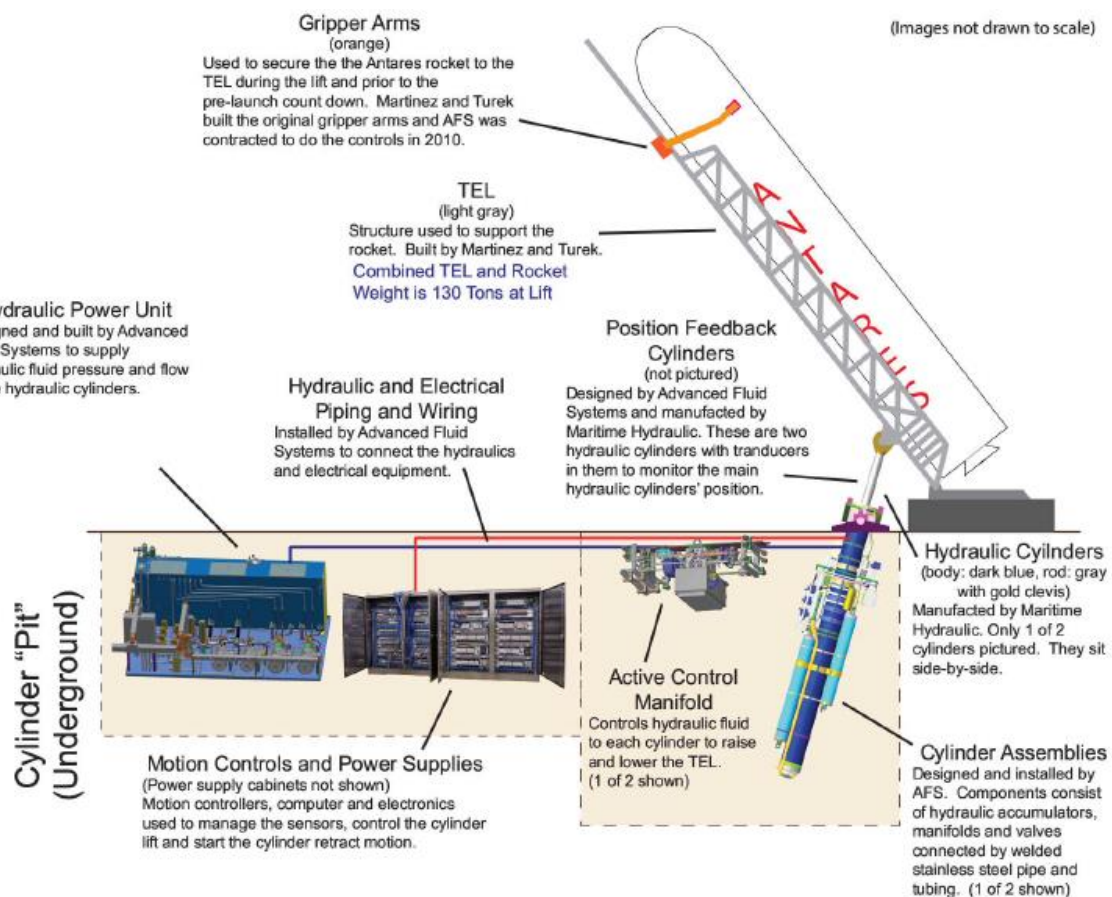 Gripper Arms
(orange)
Used to secure the the Antares rocket to the
TEL during the lift and prior to the
pre-launch count down. Martinez and Turek
built the original gripper arms and AFS was
contracted to do the controls in 2010.
(Images not drawn to scale)
TEL
(light gray)
Structure used to support the
rocket. Built by Martinez and Turek.
Combined TEL and Rocket
Weight is 130 Tons at Lift
ANTARES
ydraulic Power Unit
gned and built by Advanced
Systems to supply
ulic fluid pressure and flow
e hydraulic cylinders.
Hydraulic and Electrical
Piping and Wiring
Installed by Advanced Fluid
Systems to connect the hydraulics
and electrical equipment.
Position Feedback
Cylinders
(not pictured)
Designed by Advanced Fluid
Systems and manufacted by
Maritime Hydraulic. These are two
hydraulic cylinders with tranducers
in them to monitor the main
hydraulic cylinders' position.
Hydraulic Cyilnders
(body: dark blue, rod: gray
with gold clevis)
Manufacted by Maritime
Hydraulic. Only 1 of 2
cylinders pictured. They sit
side-by-side.
Cylinder "Pit"
(Underground)
Active Control
Manifold
Controls hydraulic fluid
to each cylinder to raise
and lower the TEL.
(1 of 2 shown)
Motion Controls and Power Supplies
(Power supply cabinets not shown)
Motion controllers, computer and electronics
used to manage the sensors, control the cylinder
lift and start the cylinder retract motion.
Cylinder Assemblies
Designed and installed by
AFS. Components consist
of hydraulic accumulators,
manifolds and valves
connected by welded
stainless steel pipe and
tubing. (1 of 2 shown)